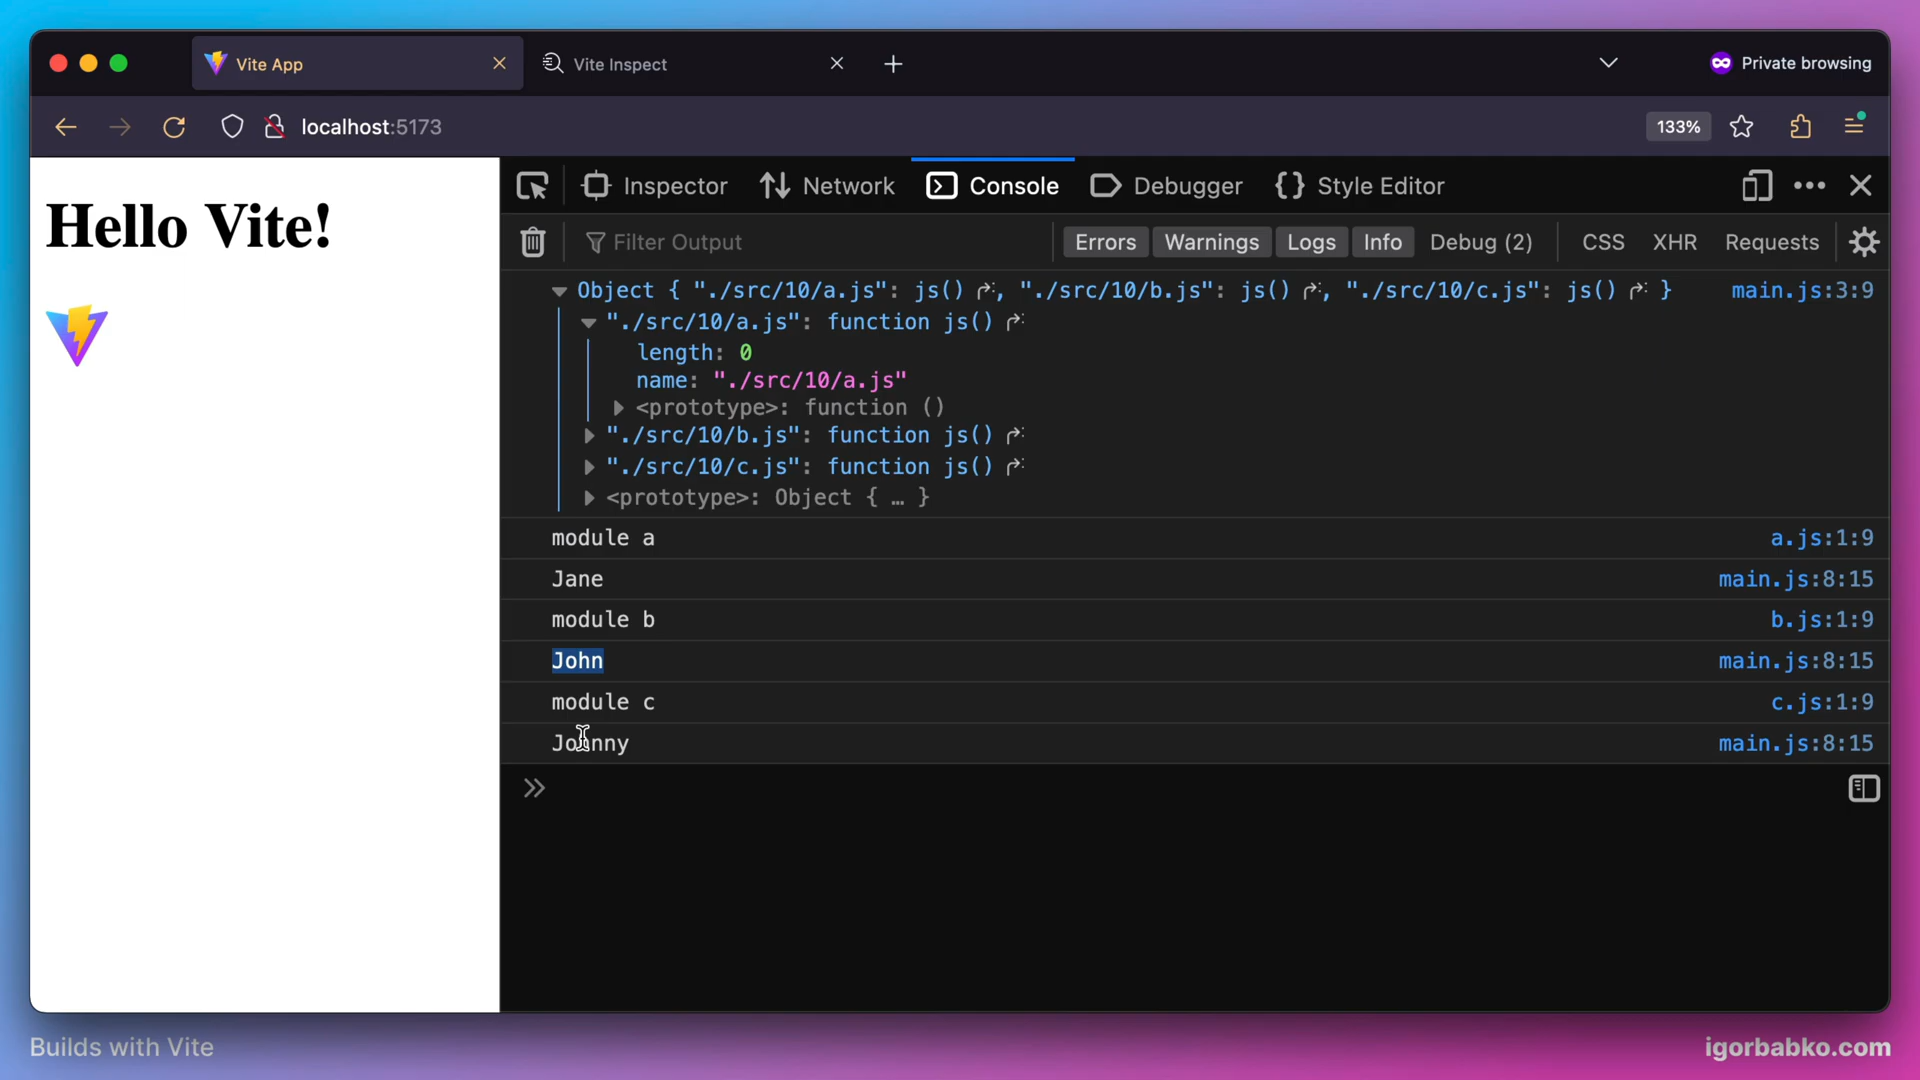 Vite App
Vite Inspect
Private browsing
localhost:5173
133%
Hello Vite!
Inspector
Network
Console
Debugger
Style Editor
Filter Output
Errors
Warnings
Logs
Info
Debug (2)
CSS
XHR
Requests
Object { "./src/10/a.js": js(), "./src/10/b.js": js(), "./src/10/c.js": js() }
main.js:3:9
"./src/10/a.js": function js()
length: 0
name: "./src/10/a.js"
<prototype>: function ()
"./src/10/b.js": function js()
"./src/10/c.js": function js()
<prototype>: Object { … }
module a
a.js:1:9
Jane
main.js:8:15
module b
b.js:1:9
John
main.js:8:15
module c
c.js:1:9
Johnny
main.js:8:15
Builds with Vite
igorbabko.com